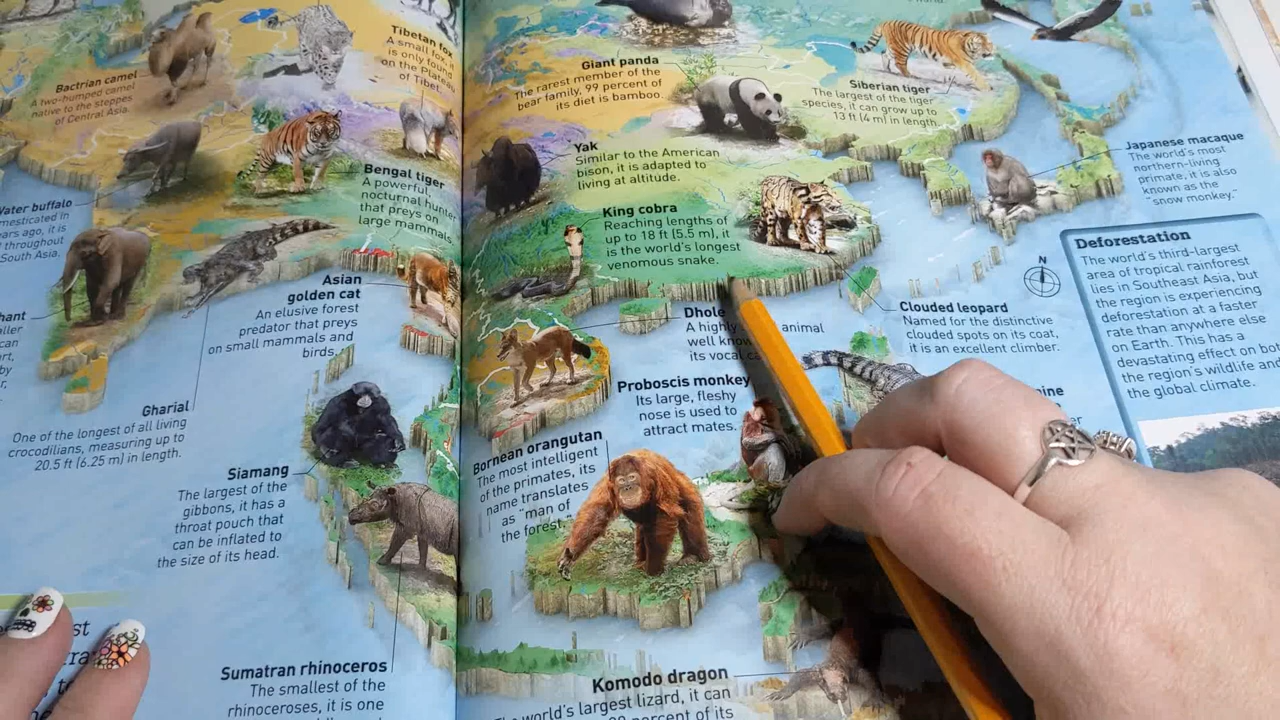 Tibetan fox
A small fox, it
is only found
on the Plateau
of Tibet.
Bactrian camel
A two-humped camel
native to the steppes
of Central Asia.
Bengal tiger
A powerful,
nocturnal hunter
that preys on
large mammals.
Water buffalo
it is
throughout
South Asia.
Asian
golden cat
An elusive forest
predator that preys
on small mammals and
birds.
Gharial
One of the longest of all living
crocodilians, measuring up to
20.5 ft (6.25 m) in length.
Siamang
The largest of the
gibbons, it has a
throat pouch that
can be inflated to
the size of its head.
Sumatran rhinoceros
The smallest of the
rhinoceroses, it is one
Giant panda
The rarest member of the
bear family, 99 percent of
its diet is bamboo.
Siberian tiger
The largest of the tiger
species, it can grow up to
13 ft (4 m) in length.
Yak
Similar to the American
bison, it is adapted to
living at altitude.
Japanese macaque
The world's most
northern-living
primate, it is also
known as the
"snow monkey."
King cobra
Reaching lengths of
up to 18 ft (5.5 m), it
is the world's longest
venomous snake.
Deforestation
The world's third-largest
area of tropical rainforest
lies in Southeast Asia, but
the region is experiencing
deforestation at a faster
rate than anywhere else
on Earth. This has a
devastating effect on both
the region's wildlife and
the global climate.
N
Clouded leopard
Named for the distinctive
clouded spots on its coat,
it is an excellent climber.
Dhole
A highly animal
well
its vocal
Proboscis monkey
Its large, fleshy
nose is used to
attract mates.
Bornean orangutan
The most intelligent
of the primates, its
name translates
as "man of
the forest."
Komodo dragon
The world's largest lizard, it can
percent of its